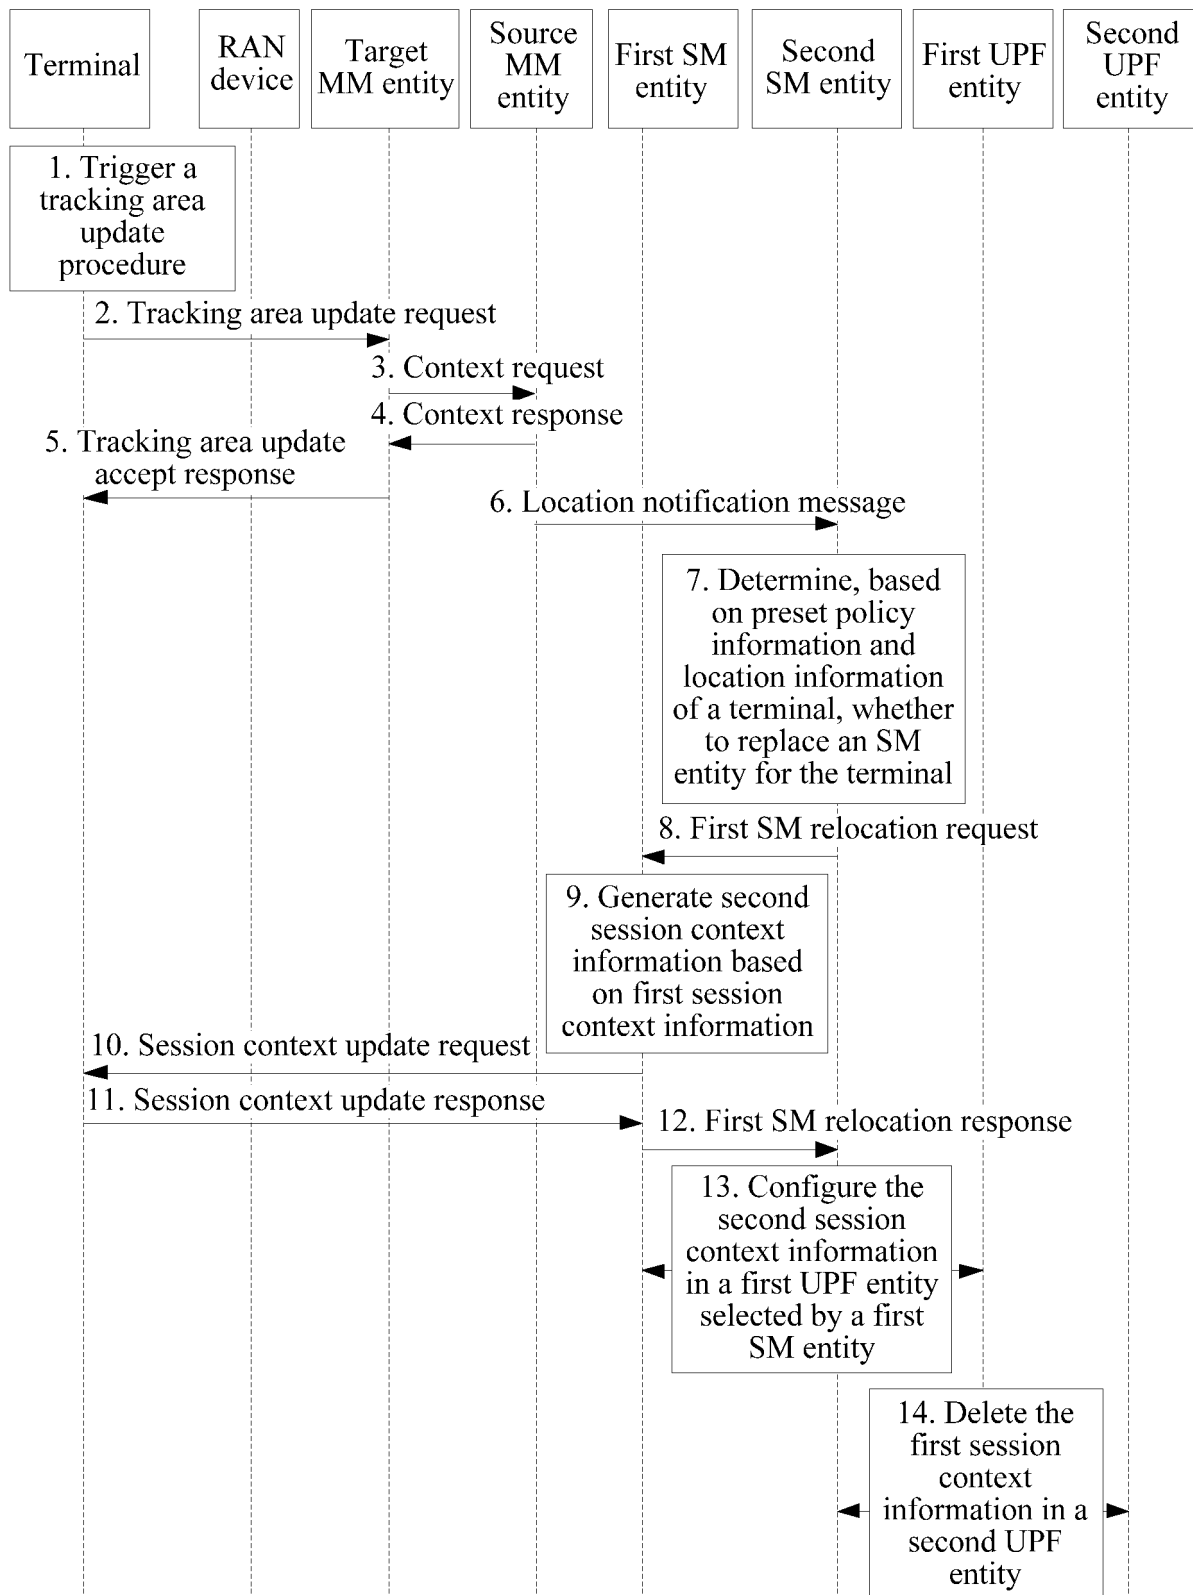 Terminal
RAN
device
Target
MM entity
Source
MM
entity
First SM
entity
Second
SM entity
First UPF
entity
Second
UPF
entity
1. Trigger a
tracking area
update
procedure
2. Tracking area update request
3. Context request
4. Context response
5. Tracking area update
accept response
6. Location notification message
7. Determine, based
on preset policy
information and
location information
of a terminal, whether
to replace an SM
entity for the terminal
8. First SM relocation request
9. Generate second
session context
information based
on first session
context information
10. Session context update request
11. Session context update response
12. First SM relocation response
13. Configure the
second session
context information
in a first UPF entity
selected by a first
SM entity
14. Delete the
first session
context
information in a
second UPF
entity